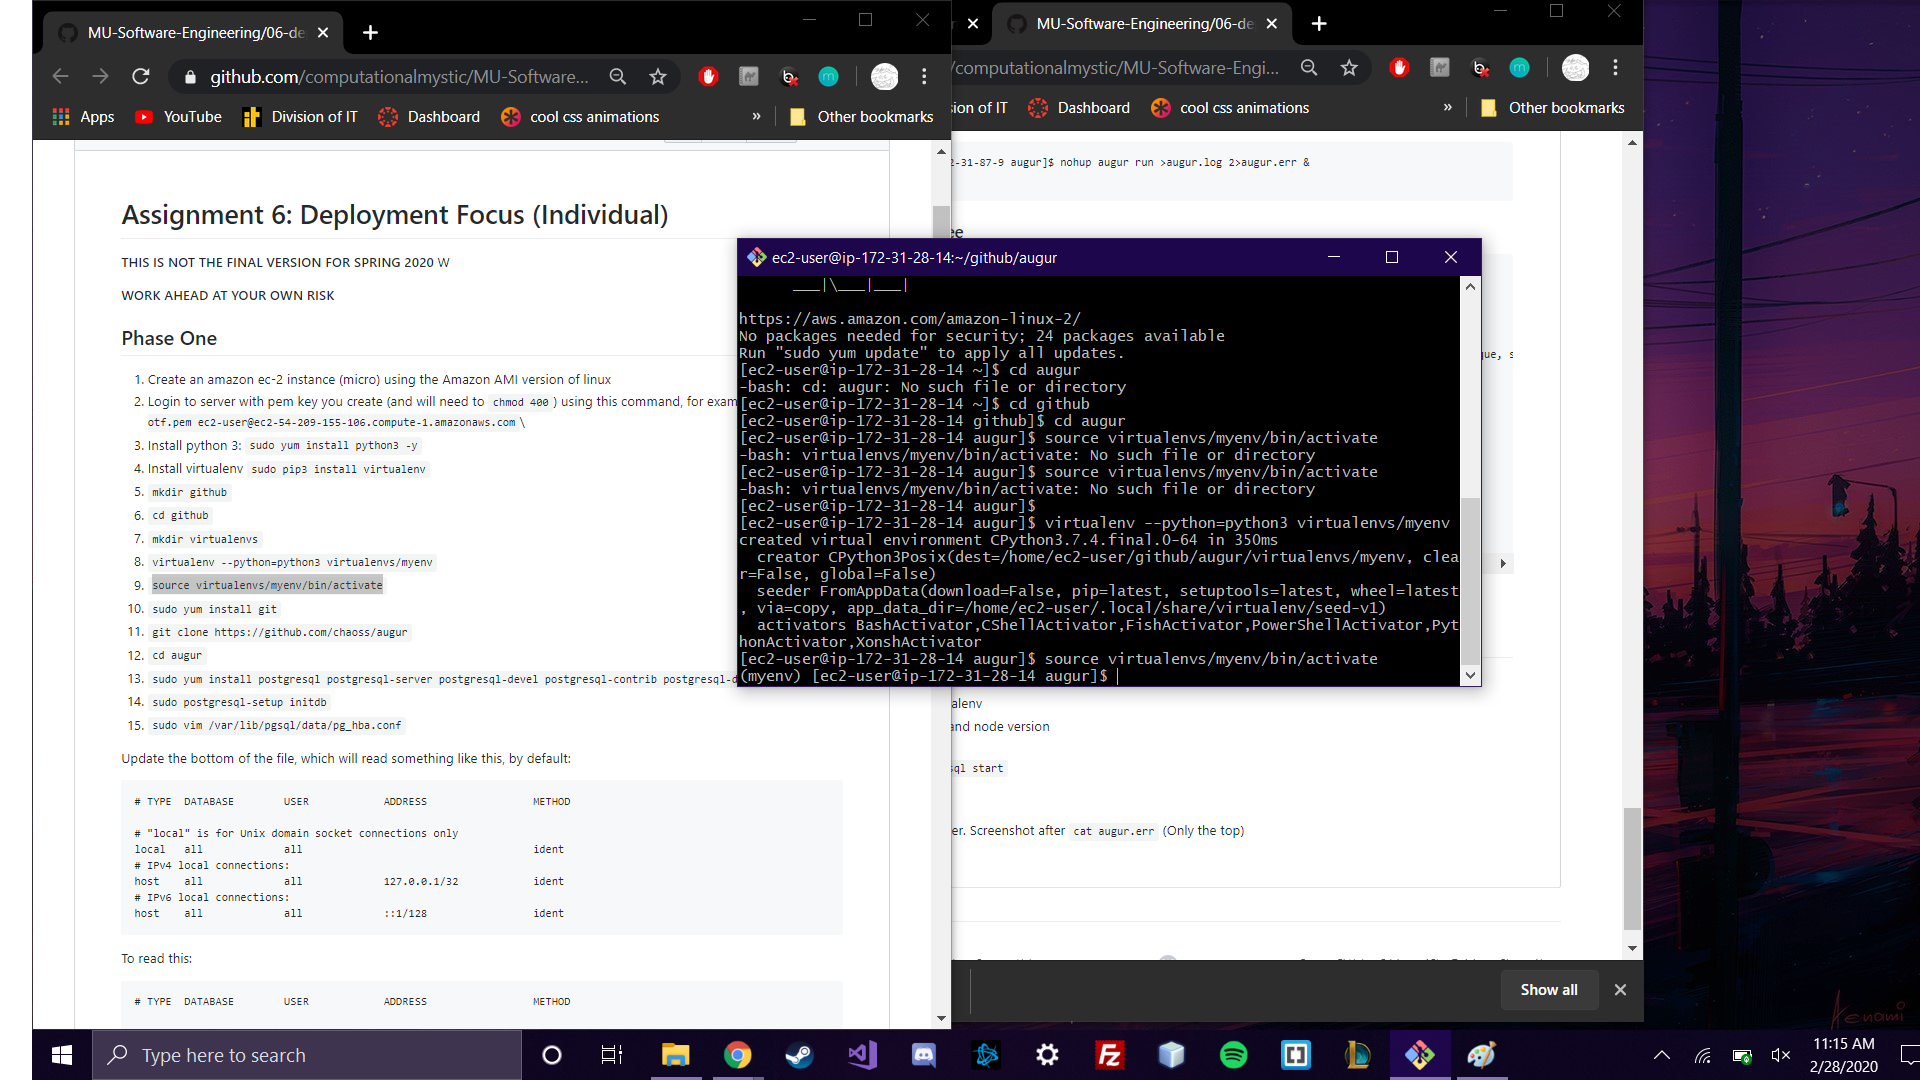 MU-Software-Engineering/06-de
MU-Software-Engineering/06-de
github.com/computationalmystic/MU-Software...
/computationalmystic/MU-Software-Engi...
Apps
YouTube
Division of IT
Dashboard
cool css animations
»
Other bookmarks
sion of IT
Dashboard
cool css animations
»
Other bookmarks
2-31-87-9 augur]$ nohup augur run >augur.log 2>augur.err &
Assignment 6: Deployment Focus (Individual)
THIS IS NOT THE FINAL VERSION FOR SPRING 2020 W
WORK AHEAD AT YOUR OWN RISK
Phase One
1. Create an amazon ec-2 instance (micro) using the Amazon AMI version of linux
2. Login to server with pem key you create (and will need to chmod 400 ) using this command, for exam
otf.pem ec2-user@ec2-54-209-155-106.compute-1.amazonaws.com \
3. Install python 3: sudo yum install python3 -y
4. Install virtualenv sudo pip3 install virtualenv
5. mkdir github
6. cd github
7. mkdir virtualenvs
8. virtualenv --python=python3 virtualenvs/myenv
9. source virtualenvs/myenv/bin/activate
10. sudo yum install git
11. git clone https://github.com/chaoss/augur
12. cd augur
13. sudo yum install postgresql postgresql-server postgresql-devel postgresql-contrib postgresql-d
14. sudo postgresql-setup initdb
15. sudo vim /var/lib/pgsql/data/pg_hba.conf
Update the bottom of the file, which will read something like this, by default:
# TYPE DATABASE USER ADDRESS METHOD
# "local" is for Unix domain socket connections only
local all all ident
# IPv4 local connections:
host all all 127.0.0.1/32 ident
# IPv6 local connections:
host all all ::1/128 ident
To read this:
# TYPE DATABASE USER ADDRESS METHOD
ee
ec2-user@ip-172-31-28-14:~/github/augur
___|\___|___|
https://aws.amazon.com/amazon-linux-2/
No packages needed for security; 24 packages available
Run "sudo yum update" to apply all updates.
[ec2-user@ip-172-31-28-14 ~]$ cd augur
-bash: cd: augur: No such file or directory
[ec2-user@ip-172-31-28-14 ~]$ cd github
[ec2-user@ip-172-31-28-14 github]$ cd augur
[ec2-user@ip-172-31-28-14 augur]$ source virtualenvs/myenv/bin/activate
-bash: virtualenvs/myenv/bin/activate: No such file or directory
[ec2-user@ip-172-31-28-14 augur]$ source virtualenvs/myenv/bin/activate
-bash: virtualenvs/myenv/bin/activate: No such file or directory
[ec2-user@ip-172-31-28-14 augur]$
[ec2-user@ip-172-31-28-14 augur]$ virtualenv --python=python3 virtualenvs/myenv
created virtual environment CPython3.7.4.final.0-64 in 350ms
creator CPython3Posix(dest=/home/ec2-user/github/augur/virtualenvs/myenv, clea
r=False, global=False)
seeder FromAppData(download=False, pip=latest, setuptools=latest, wheel=latest
, via=copy, app_data_dir=/home/ec2-user/.local/share/virtualenv/seed-v1)
activators BashActivator,CShellActivator,FishActivator,PowerShellActivator,Pyt
honActivator,XonshActivator
[ec2-user@ip-172-31-28-14 augur]$ source virtualenvs/myenv/bin/activate
(myenv) [ec2-user@ip-172-31-28-14 augur]$
que, s
alenv
and node version
sql start
er. Screenshot after cat augur.err (Only the top)
Show all
Aenami
Type here to search
11:15 AM
2/28/2020